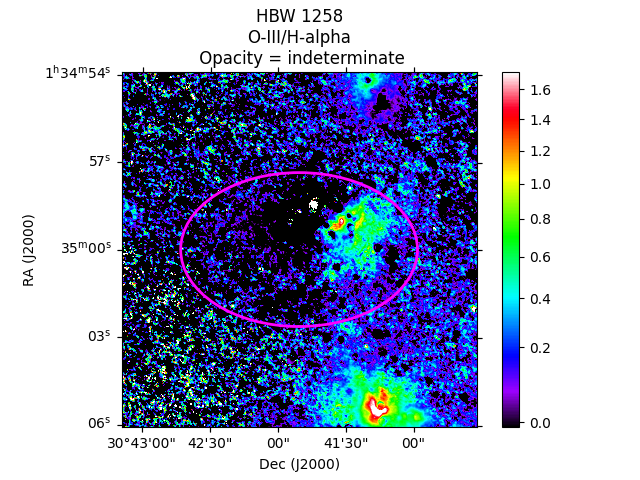 HBW 1258
O-III/H-alpha
Opacity = indeterminate
1h34m54s
57s
35m00s
03s
06s
RA (J2000)
30°43'00" 42'30" 00" 41'30" 00"
Dec (J2000)
1.6
1.4
1.2
1.0
0.8
0.6
0.4
0.2
0.0